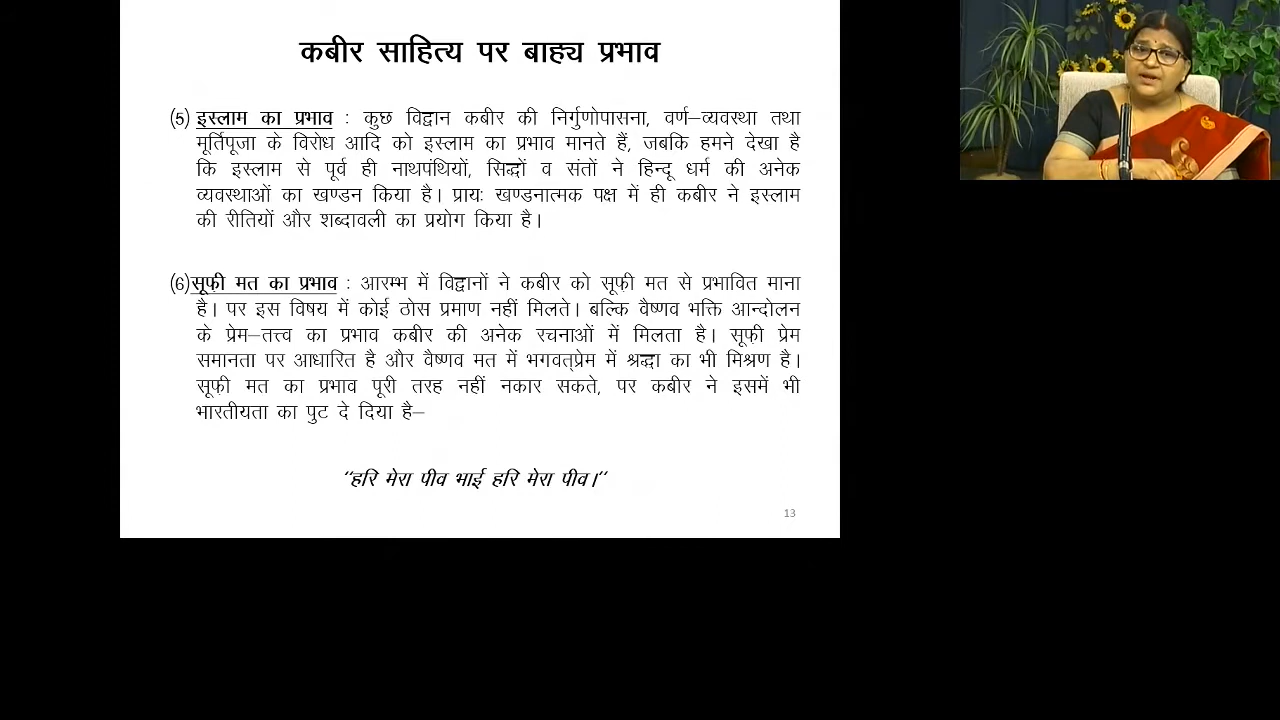 कबीर साहित्य पर बाह्य प्रभाव
(5) इस्लाम का प्रभाव : कुछ विद्वान कबीर की निर्गुणोपासना, वर्ण–व्यवस्था तथा
मूर्तिपूजा के विरोध आदि को इस्लाम का प्रभाव मानते हैं, जबकि हमने देखा है
कि इस्लाम से पूर्व ही नाथपंथियों, सिद्धों व संतों ने हिन्दू धर्म की अनेक
व्यवस्थाओं का खण्डन किया है। प्रायः खण्डनात्मक पक्ष में ही कबीर ने इस्लाम
की रीतियों और शब्दावली का प्रयोग किया है।
(6) सूफ़ी मत का प्रभाव : आरम्भ में विद्वानों ने कबीर को सूफ़ी मत से प्रभावित माना
है। पर इस विषय में कोई ठोस प्रमाण नहीं मिलते। बल्कि वैष्णव भक्ति आन्दोलन
के प्रेम–तत्त्व का प्रभाव कबीर की अनेक रचनाओं में मिलता है। सूफ़ी प्रेम
समानता पर आधारित है और वैष्णव मत में भगवत्प्रेम में श्रद्धा का भी मिश्रण है।
सूफ़ी मत का प्रभाव पूरी तरह नहीं नकार सकते, पर कबीर ने इसमें भी
भारतीयता का पुट दे दिया है–
"हरि मेरा पीव भाई हरि मेरा पीव।"
13